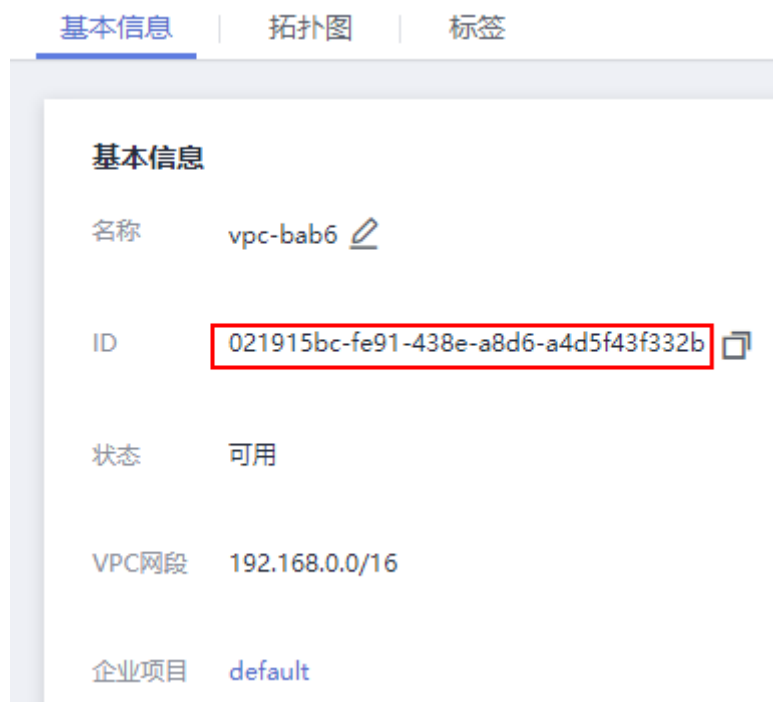 基本信息 拓扑图 标签
基本信息
名称 vpc-bab6
ID 021915bc-fe91-438e-a8d6-a4d5f43f332b
状态 可用
VPC网段 192.168.0.0/16
企业项目 default